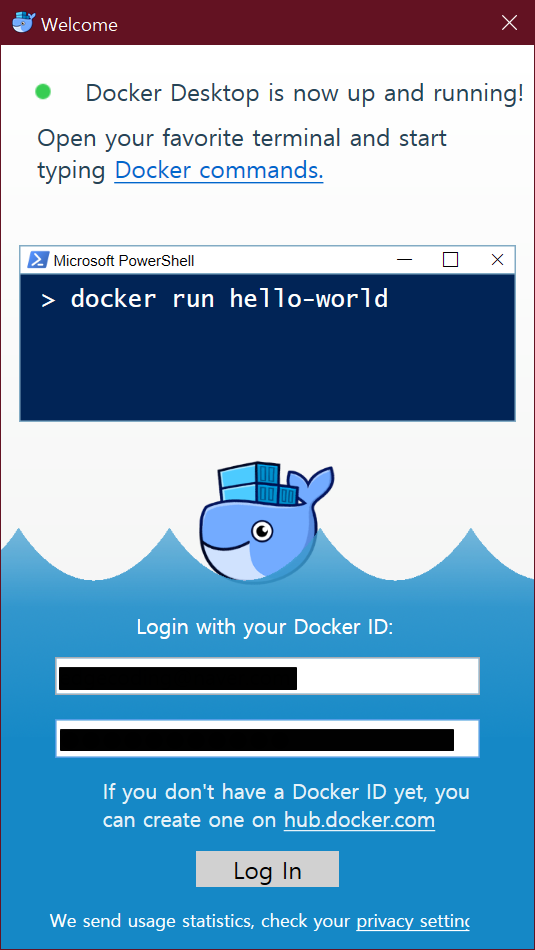 Welcome
Docker Desktop is now up and running!
Open your favorite terminal and start
typing Docker commands.
Microsoft PowerShell
> docker run hello-world
Login with your Docker ID:
If you don't have a Docker ID yet, you
can create one on hub.docker.com
Log In
We send usage statistics, check your privacy setting